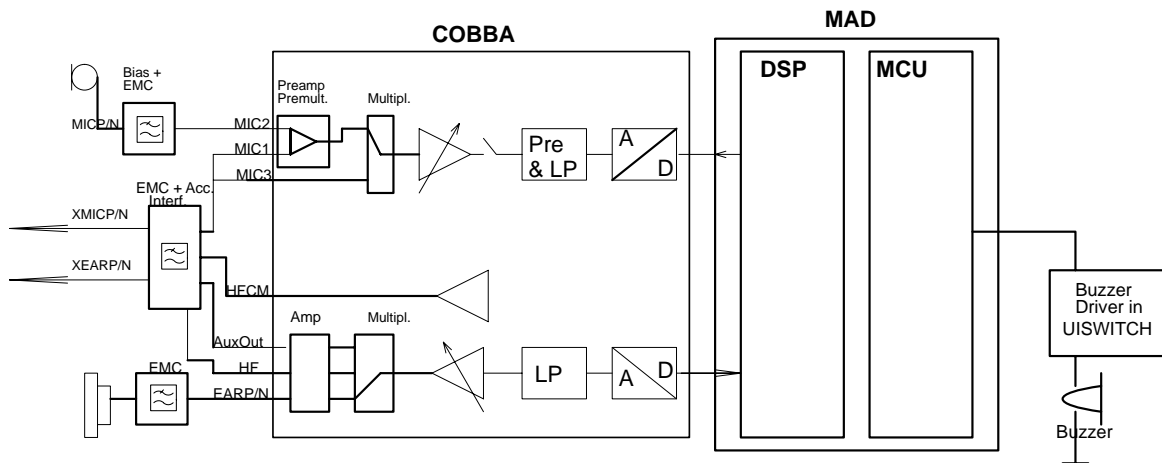 MAD
COBBA
DSP
MCU
Bias +
EMC
Preamp
Premult.
Multipl.
MICP/N
MIC2
MIC1
MIC3
Pre
& LP
A
D
EMC + Acc.
Interf.
XMICP/N
XEARP/N
HFCM
Amp
Multipl.
AuxOut
HF
EARP/N
EMC
LP
A
D
Buzzer
Driver in
UISWITCH
Buzzer